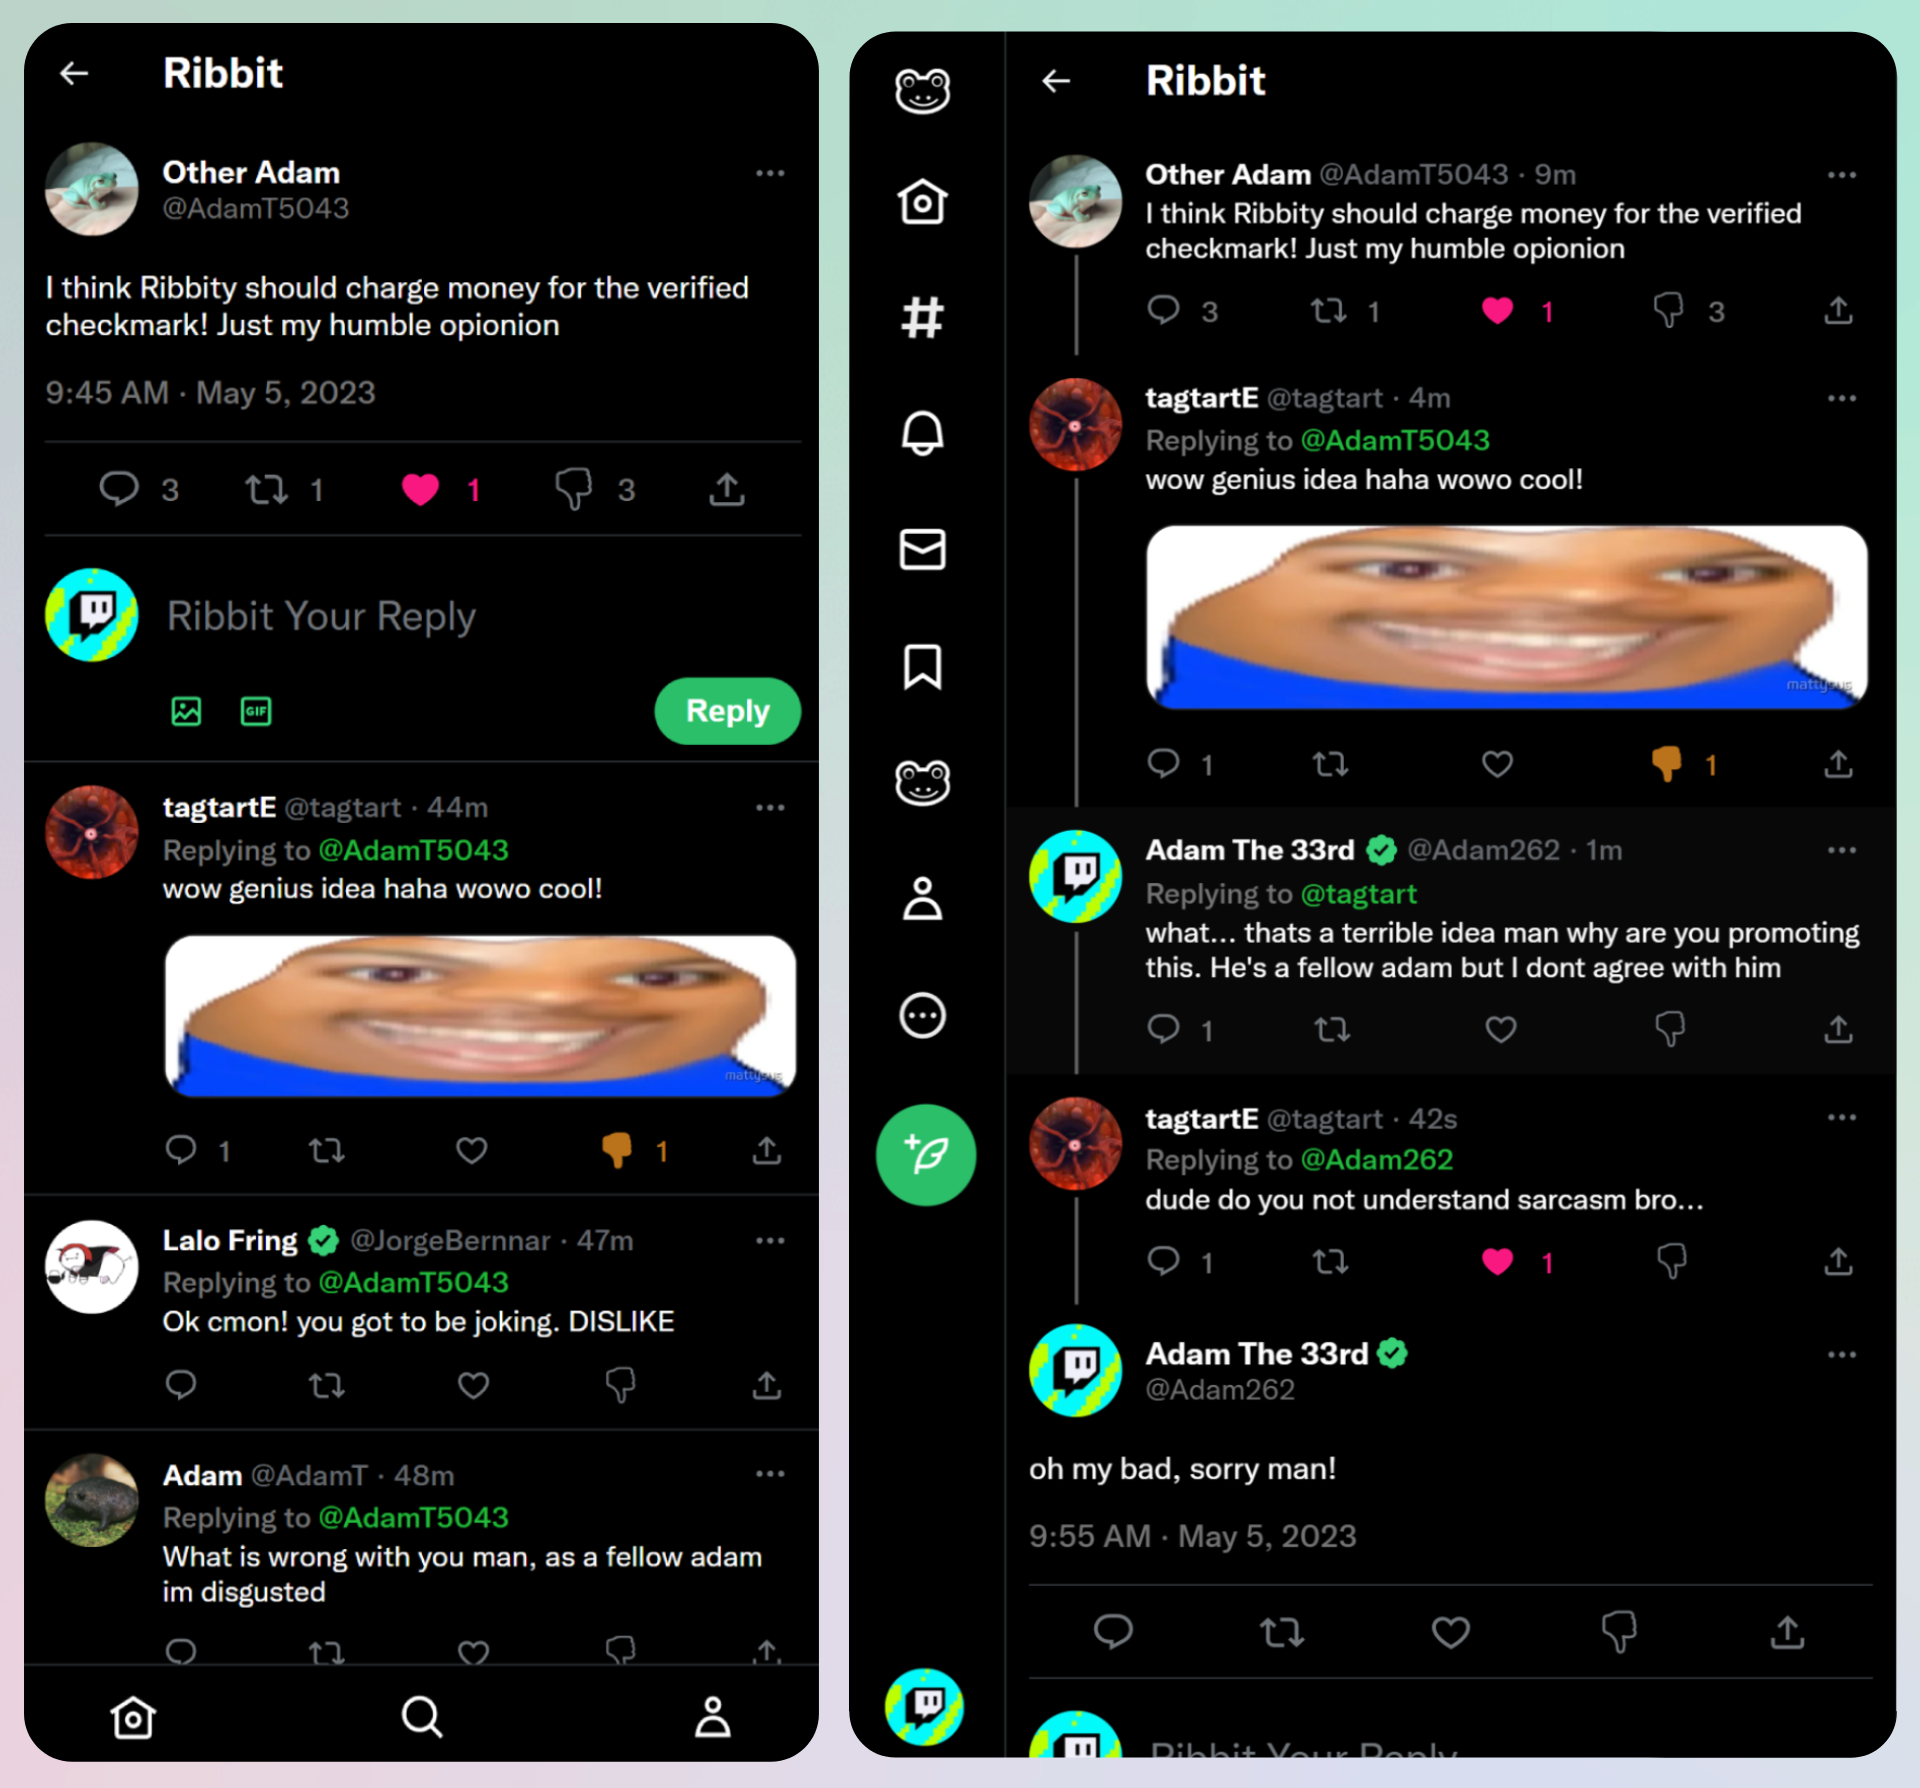 Ribbit
Other Adam
@AdamT5043
I think Ribbity should charge money for the verified
checkmark! Just my humble opionion
9:45 AM · May 5, 2023
3 1 1 3
Ribbit Your Reply
GIF
Reply
tagtartE @tagtart · 44m
Replying to @AdamT5043
wow genius idea haha wowo cool!
1 1
Lalo Fring @JorgeBernnar · 47m
Replying to @AdamT5043
Ok cmon! you got to be joking. DISLIKE
Adam @AdamT · 48m
Replying to @AdamT5043
What is wrong with you man, as a fellow adam
im disgusted
Ribbit
Other Adam @AdamT5043 · 9m
I think Ribbity should charge money for the verified
checkmark! Just my humble opionion
3 1 1 3
tagtartE @tagtart · 4m
Replying to @AdamT5043
wow genius idea haha wowo cool!
1 1
Adam The 33rd @Adam262 · 1m
Replying to @tagtart
what... thats a terrible idea man why are you promoting
this. He's a fellow adam but I dont agree with him
1
tagtartE @tagtart · 42s
Replying to @Adam262
dude do you not understand sarcasm bro...
1 1
Adam The 33rd
@Adam262
oh my bad, sorry man!
9:55 AM · May 5, 2023
Ribbit Your Reply